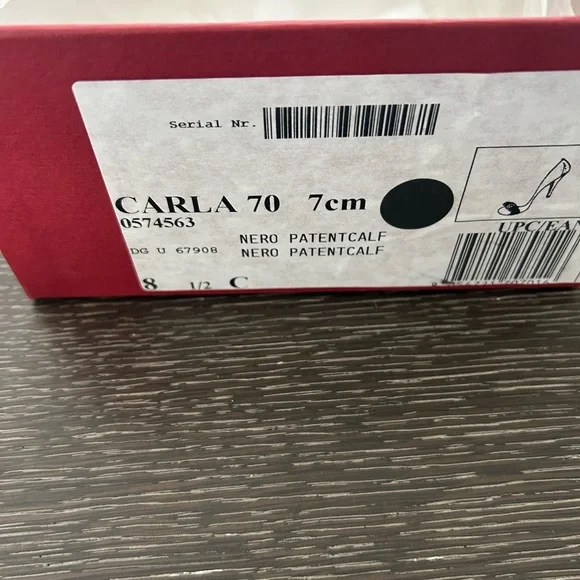 Serial Nr.
CARLA 70 7cm
0574563
NERO PATENTCALF
DG U 67908 NERO PATENTCALF
8 1/2 C
UPC/EAN